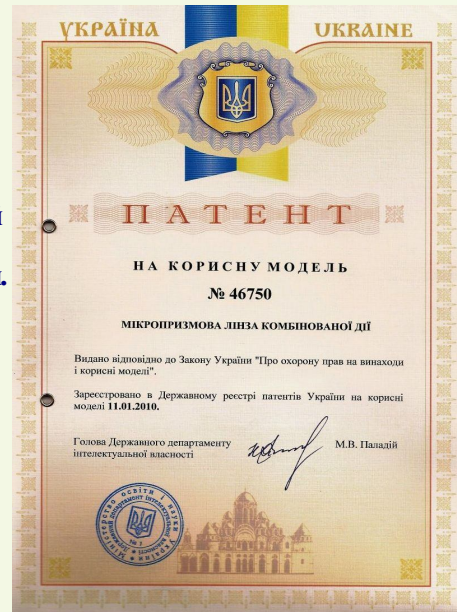 УКРАЇНА
UKRAINE
ПАТЕНТ
НА КОРИСНУ МОДЕЛЬ
№ 46750
МІКРОПРИЗМОВА ЛІНЗА КОМБІНОВАНОЇ ДІЇ
Видано відповідно до Закону України "Про охорону прав на винаходи
і корисні моделі".
Зареєстровано в Державному реєстрі патентів України на корисні
моделі 11.01.2010.
Голова Державного департаменту
інтелектуальної власності
М.В. Паладій